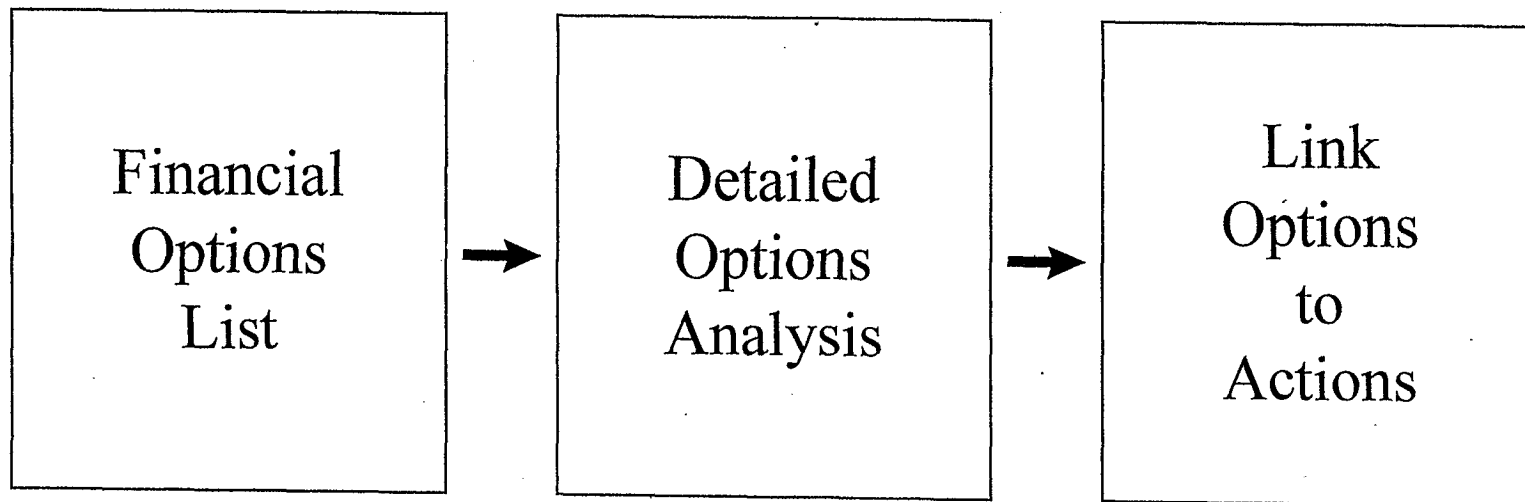 Financial
Options
List
Detailed
Options
Analysis
Link
Options
to
Actions